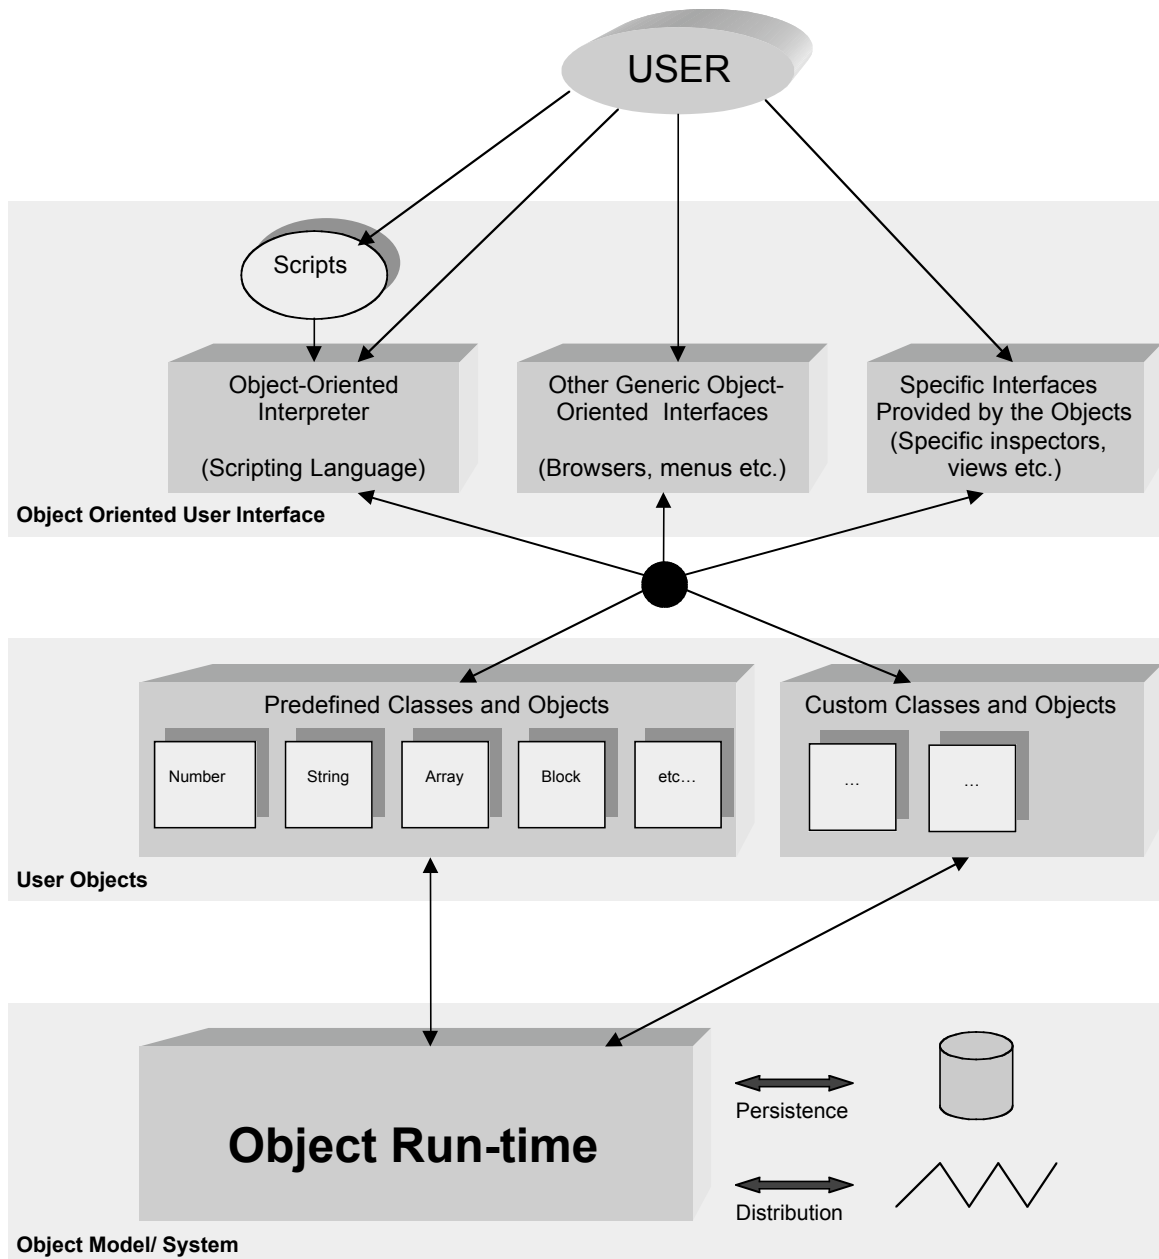 USER
Scripts
Object-Oriented
Interpreter
(Scripting Language)
Other Generic Object-
Oriented Interfaces
(Browsers, menus etc.)
Specific Interfaces
Provided by the Objects
(Specific inspectors,
views etc.)
Object Oriented User Interface
Predefined Classes and Objects
Number
String
Array
Block
etc…
Custom Classes and Objects
…
…
User Objects
Object Run-time
Persistence
Distribution
Object Model/ System